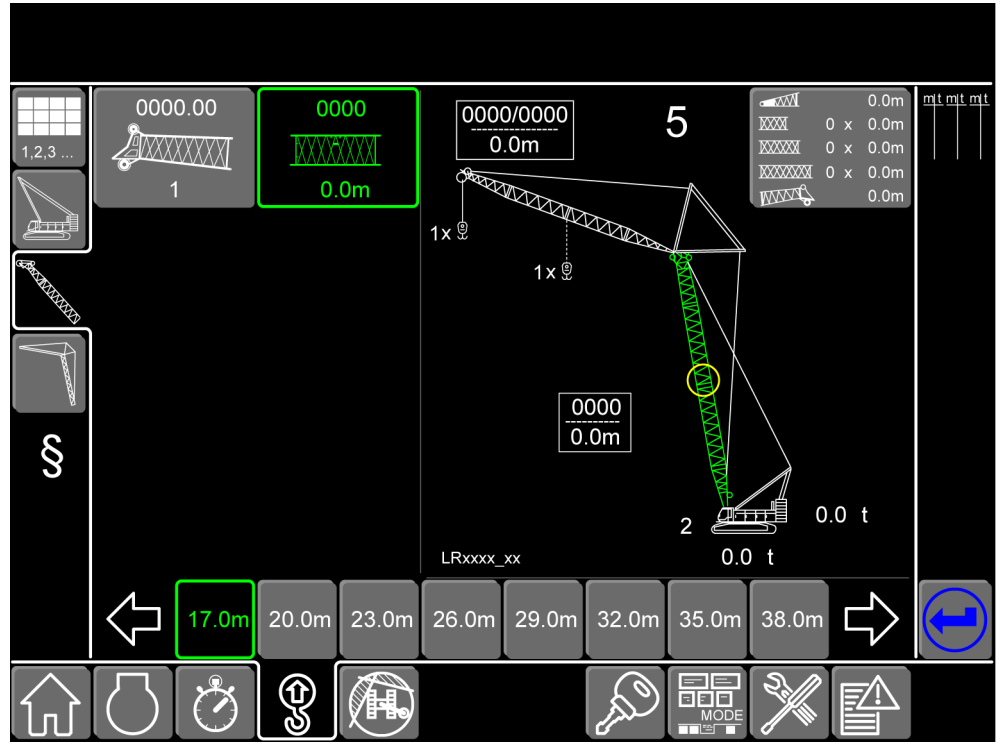 1,2,3 ...
0000.00
1
0000
0.0m
0000/0000
0.0m
5
0.0m
0 x 0.0m
0 x 0.0m
0 x 0.0m
0.0m
m t m t m t
1x
1x
§
0000
0.0m
2
0.0 t
0.0 t
LRxxxx_xx
17.0m 20.0m 23.0m 26.0m 29.0m 32.0m 35.0m 38.0m
MODE